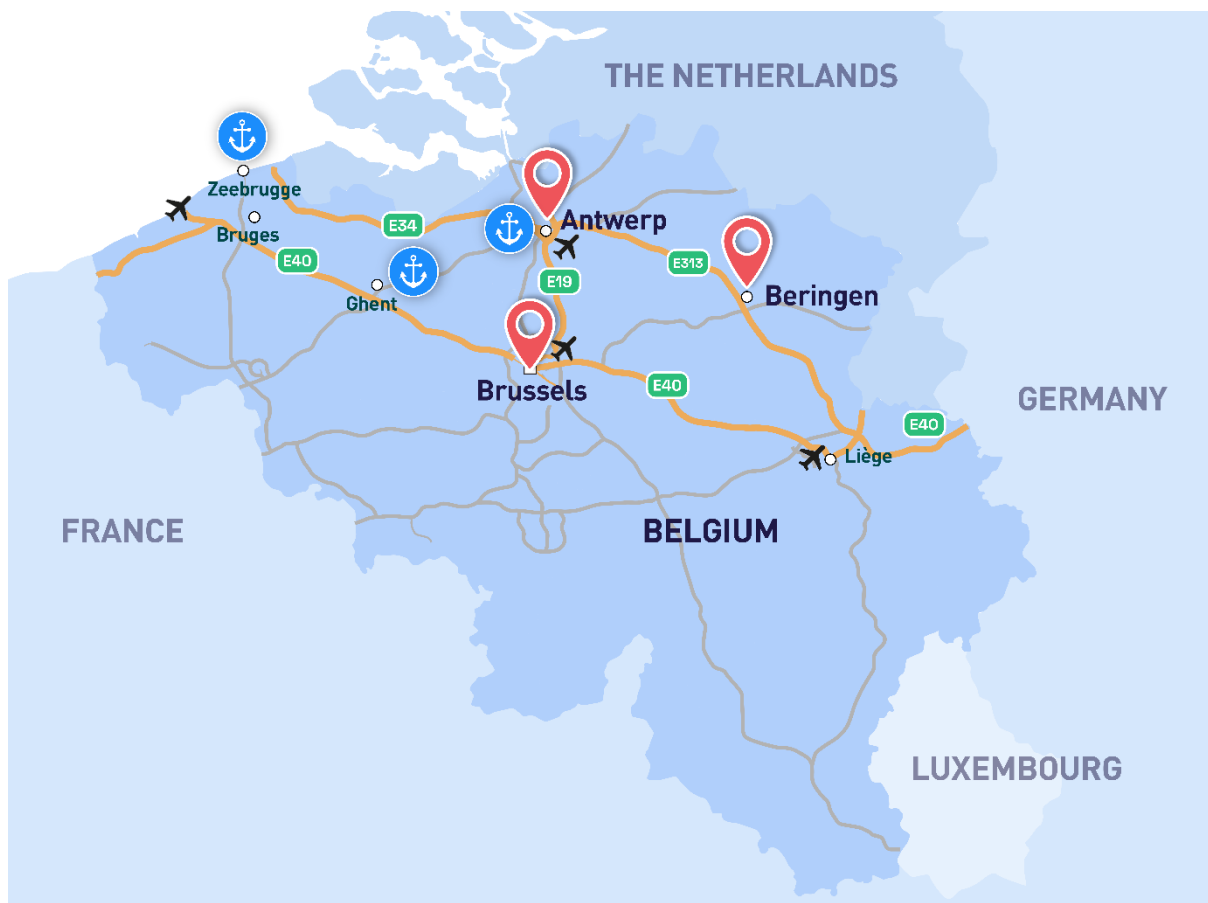 THE NETHERLANDS
Zeebrugge
Bruges
E34
Antwerp
E40
E313
Ghent
E19
Beringen
Brussels
E40
GERMANY
E40
Liège
FRANCE
BELGIUM
LUXEMBOURG